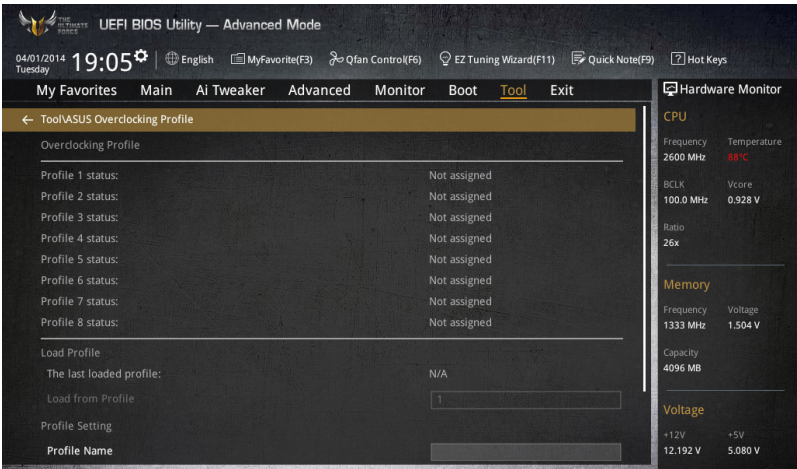 THE ULTIMATE FORCE
UEFI BIOS Utility — Advanced Mode
04/01/2014 Tuesday 19:05 English MyFavorite(F3) Qfan Control(F6) EZ Tuning Wizard(F11) Quick Note(F9) ? Hot Keys
My Favorites Main Ai Tweaker Advanced Monitor Boot Tool Exit
← Tool\ASUS Overclocking Profile
Overclocking Profile
Profile 1 status: Not assigned
Profile 2 status: Not assigned
Profile 3 status: Not assigned
Profile 4 status: Not assigned
Profile 5 status: Not assigned
Profile 6 status: Not assigned
Profile 7 status: Not assigned
Profile 8 status: Not assigned
Load Profile
The last loaded profile: N/A
Load from Profile 1
Profile Setting
Profile Name
Hardware Monitor
CPU
Frequency Temperature
2600 MHz 88°C
BCLK Vcore
100.0 MHz 0.928 V
Ratio
26x
Memory
Frequency Voltage
1333 MHz 1.504 V
Capacity
4096 MB
Voltage
+12V +5V
12.192 V 5.080 V